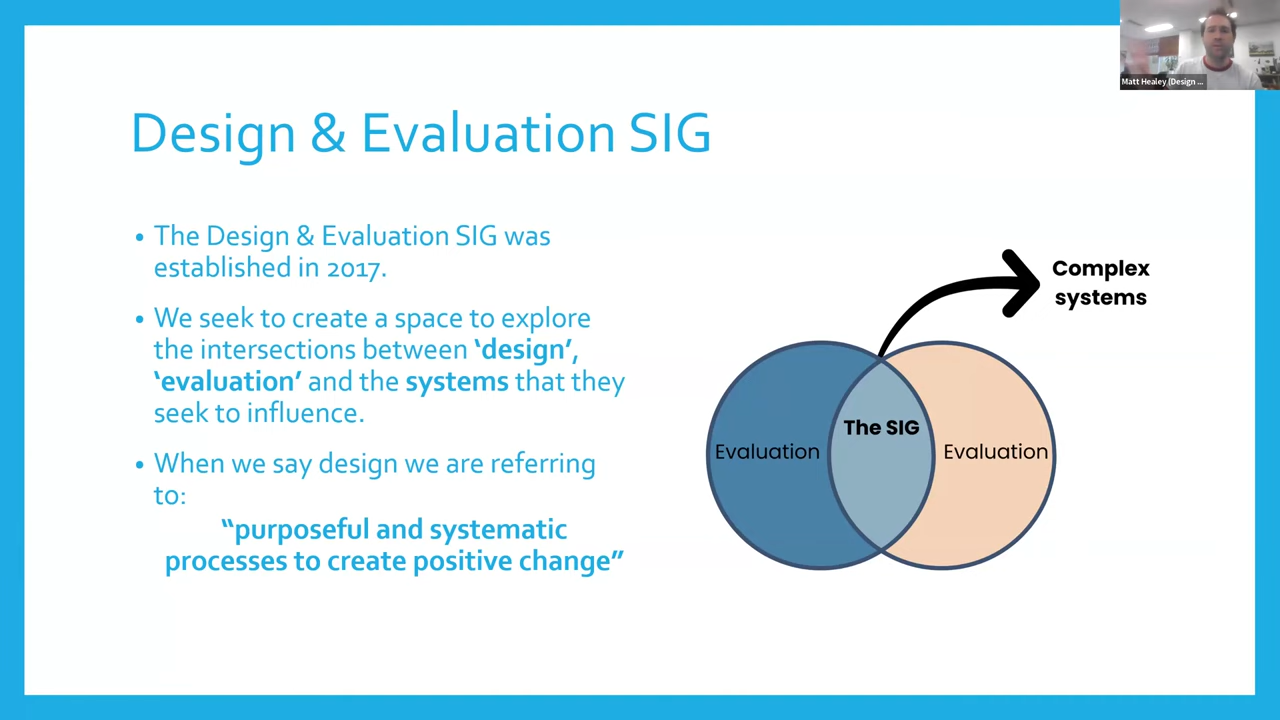 Matt Healey (Design ...
Design & Evaluation SIG
• The Design & Evaluation SIG was
established in 2017.
• We seek to create a space to explore
the intersections between ‘design’,
‘evaluation’ and the systems that they
seek to influence.
• When we say design we are referring
to:
“purposeful and systematic
processes to create positive change”
Complex
systems
The SIG
Evaluation
Evaluation